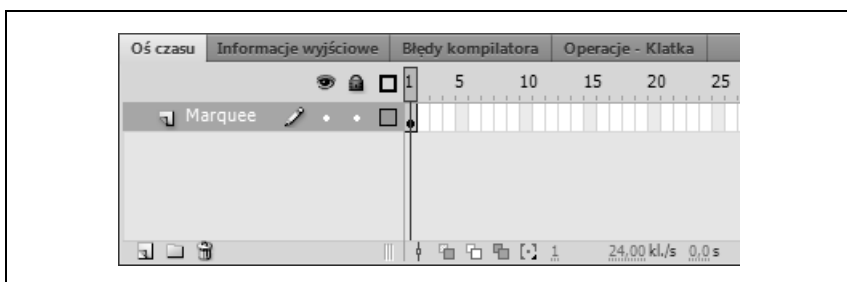 Oś czasu Informacje wyjściowe Błędy kompilatora Operacje - Klatka
1 5 10 15 20 25
Marquee
1 24,00 kl./s 0,0 s